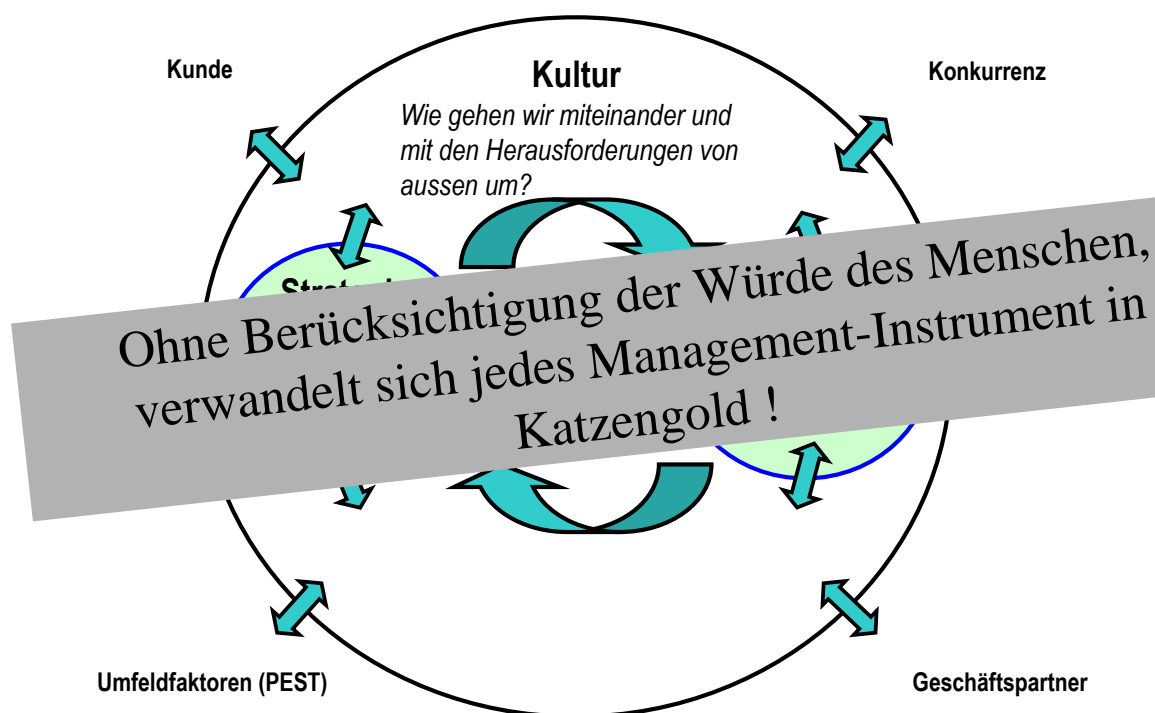 Kunde
Kultur
Konkurrenz
Wie gehen wir miteinander und
mit den Herausforderungen von
aussen um?
Ohne Berücksichtigung der Würde des Menschen,
verwandelt sich jedes Management-Instrument in
Katzengold !
Umfeldfaktoren (PEST)
Geschäftspartner